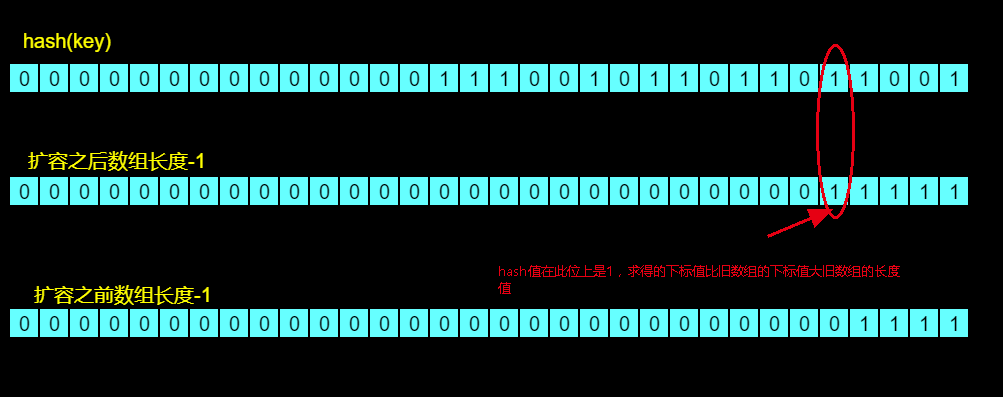 hash(key)
0 0 0 0 0 0 0 0 0 0 0 0 0 0 1 1 1 0 0 1 0 1 1 0 1 1 0 1 1 0 0 1
扩容之后数组长度-1
0 0 0 0 0 0 0 0 0 0 0 0 0 0 0 0 0 0 0 0 0 0 0 0 0 0 0 1 1 1 1 1
hash值在此位上是1，求得的下标值比旧数组的下标值大旧数组的长度
值
扩容之前数组长度-1
0 0 0 0 0 0 0 0 0 0 0 0 0 0 0 0 0 0 0 0 0 0 0 0 0 0 0 0 1 1 1 1